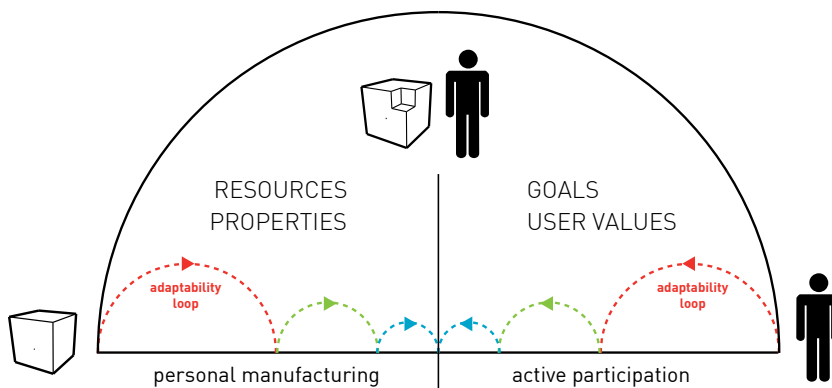 RESOURCES
PROPERTIES
GOALS
USER VALUES
adaptability
loop
adaptability
loop
personal manufacturing
active participation